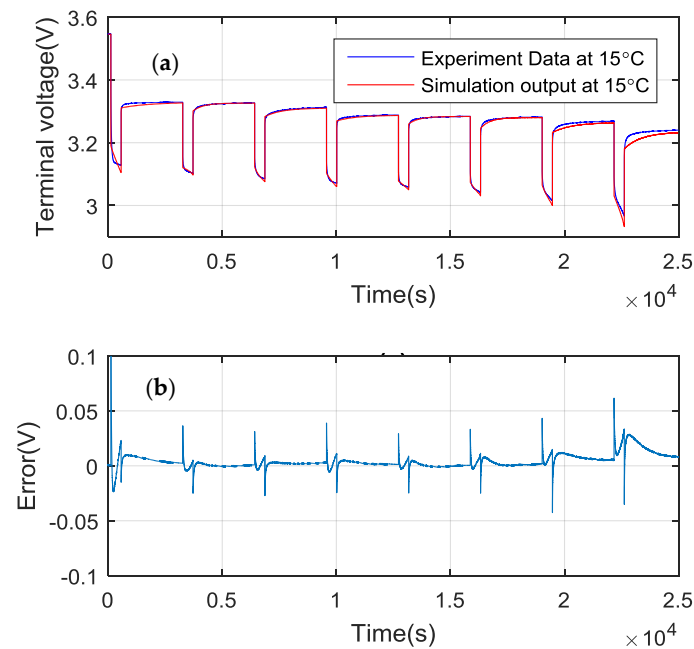 3.6
(a)
Experiment Data at 15°C
Simulation output at 15°C
3.4
3.2
3
Terminal voltage(V)
0 0.5 1 1.5 2 2.5
Time(s)
×10⁴
0.1
(b)
0.05
0
-0.05
-0.1
Error(V)
0 0.5 1 1.5 2 2.5
Time(s)
×10⁴